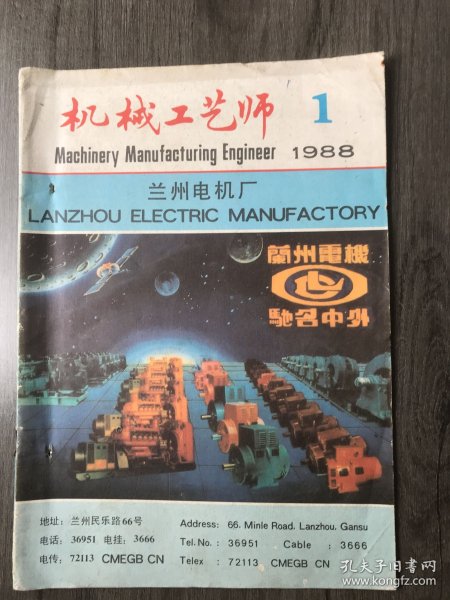 机械工艺师 1
Machinery Manufacturing Engineer 1988
兰州电机厂
LANZHOU ELECTRIC MANUFACTORY
蘭州電機
馳名中外
地址：兰州民乐路66号 Address: 66, Minle Road, Lanzhou, Gansu
电话：36951 电挂：3666 Tel. No.: 36951 Cable : 3666
电传：72113 CMEGB CN Telex : 72113 CMEGB CN
孔夫子旧书网
book.kongfz.com